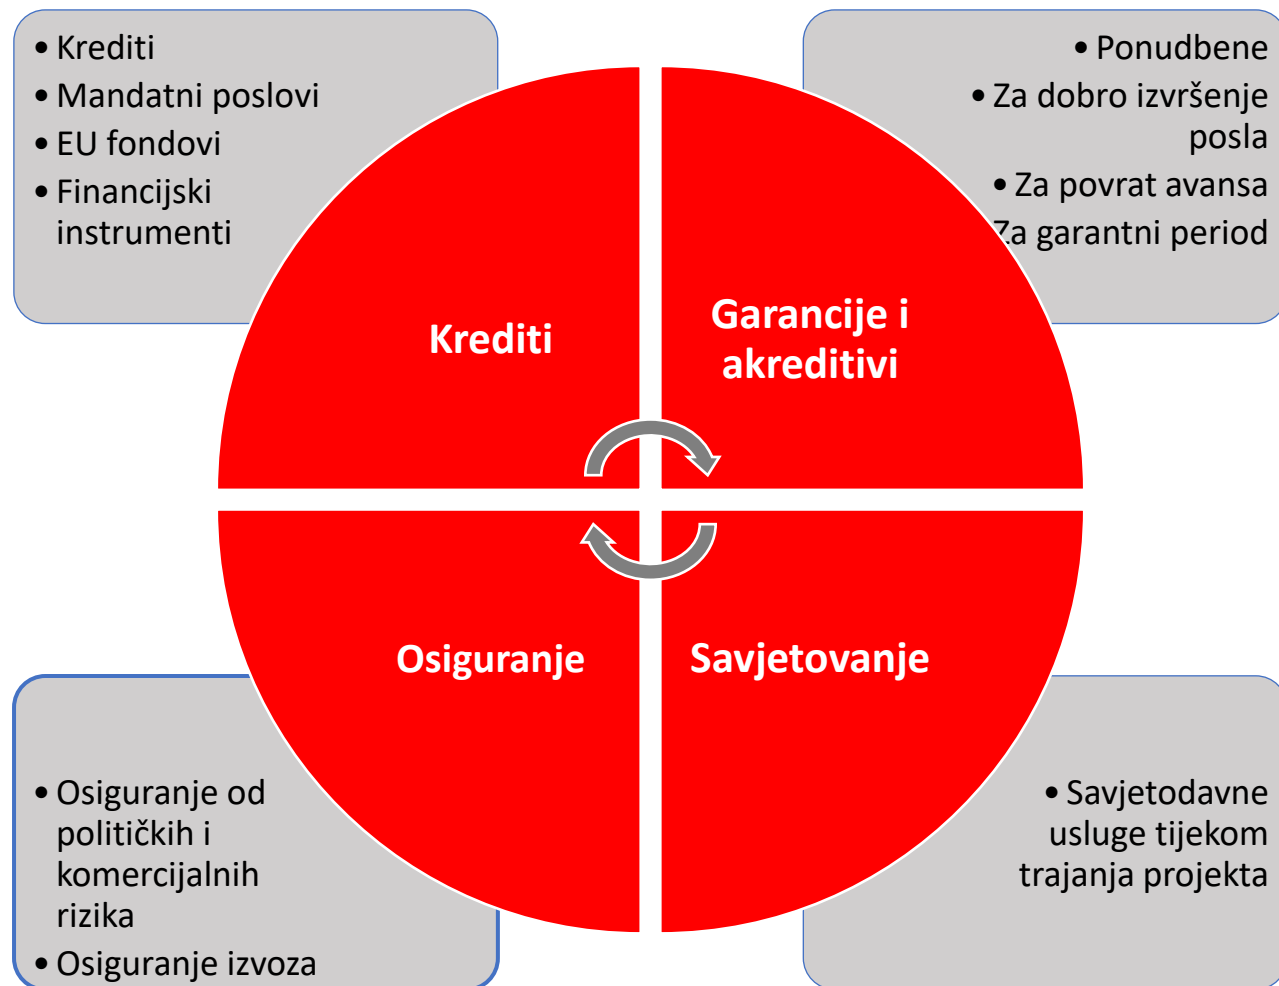 • Krediti
• Mandatni poslovi
• EU fondovi
• Financijski
instrumenti
• Ponudbene
• Za dobro izvršenje
posla
• Za povrat avansa
Za garantni period
Krediti
Garancije i
akreditivi
Osiguranje
Savjetovanje
• Osiguranje od
političkih i
komercijalnih
rizika
• Osiguranje izvoza
• Savjetodavne
usluge tijekom
trajanja projekta